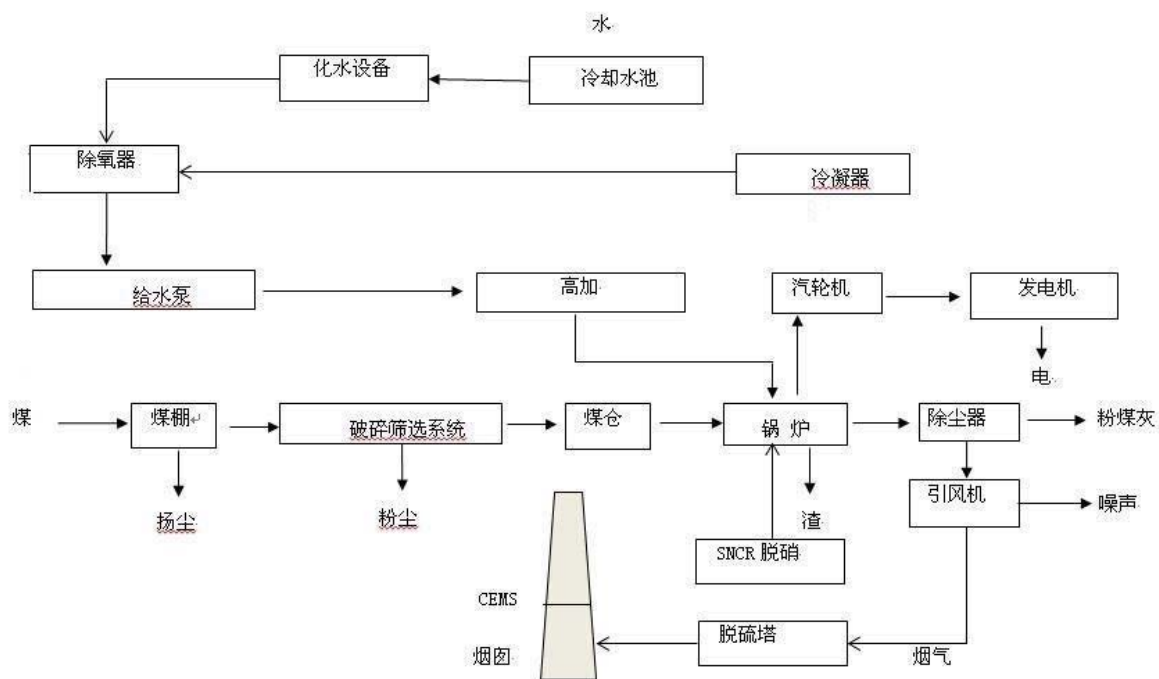 水
化水设备
冷却水池
除氧器
冷凝器
给水泵
高加
汽轮机
发电机
电
煤
煤棚
破碎筛选系统
煤仓
锅 炉
除尘器
粉煤灰
引风机
噪声
扬尘
粉尘
渣
SNCR 脱硝
CEMS
脱硫塔
烟囱
烟气